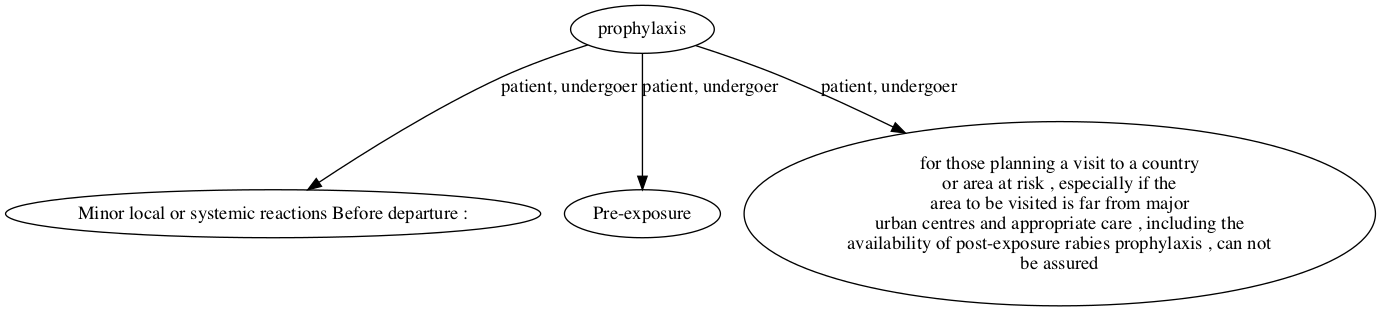 prophylaxis
patient, undergoer
patient, undergoer
patient, undergoer
Minor local or systemic reactions Before departure :
Pre-exposure
for those planning a visit to a country
or area at risk , especially if the
area to be visited is far from major
urban centres and appropriate care , including the
availability of post-exposure rabies prophylaxis , can not
be assured